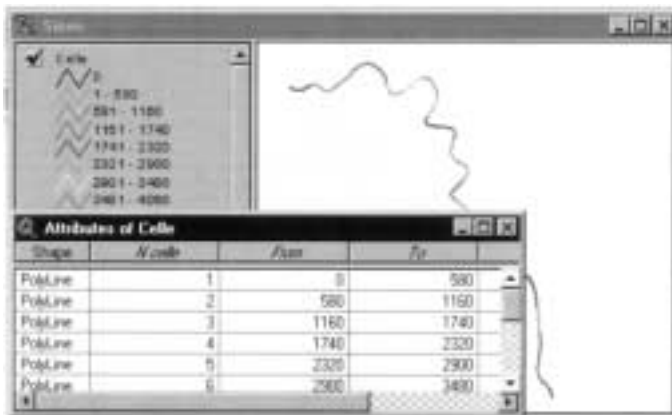 Celle
0
1 - 580
581 - 1160
1161 - 1740
1741 - 2320
2321 - 2900
2901 - 3480
3481 - 4060
Attributes of Celle
Shape N celle From To
PolyLine 1 0 580
PolyLine 2 580 1160
PolyLine 3 1160 1740
PolyLine 4 1740 2320
PolyLine 5 2320 2900
PolyLine 6 2900 3480